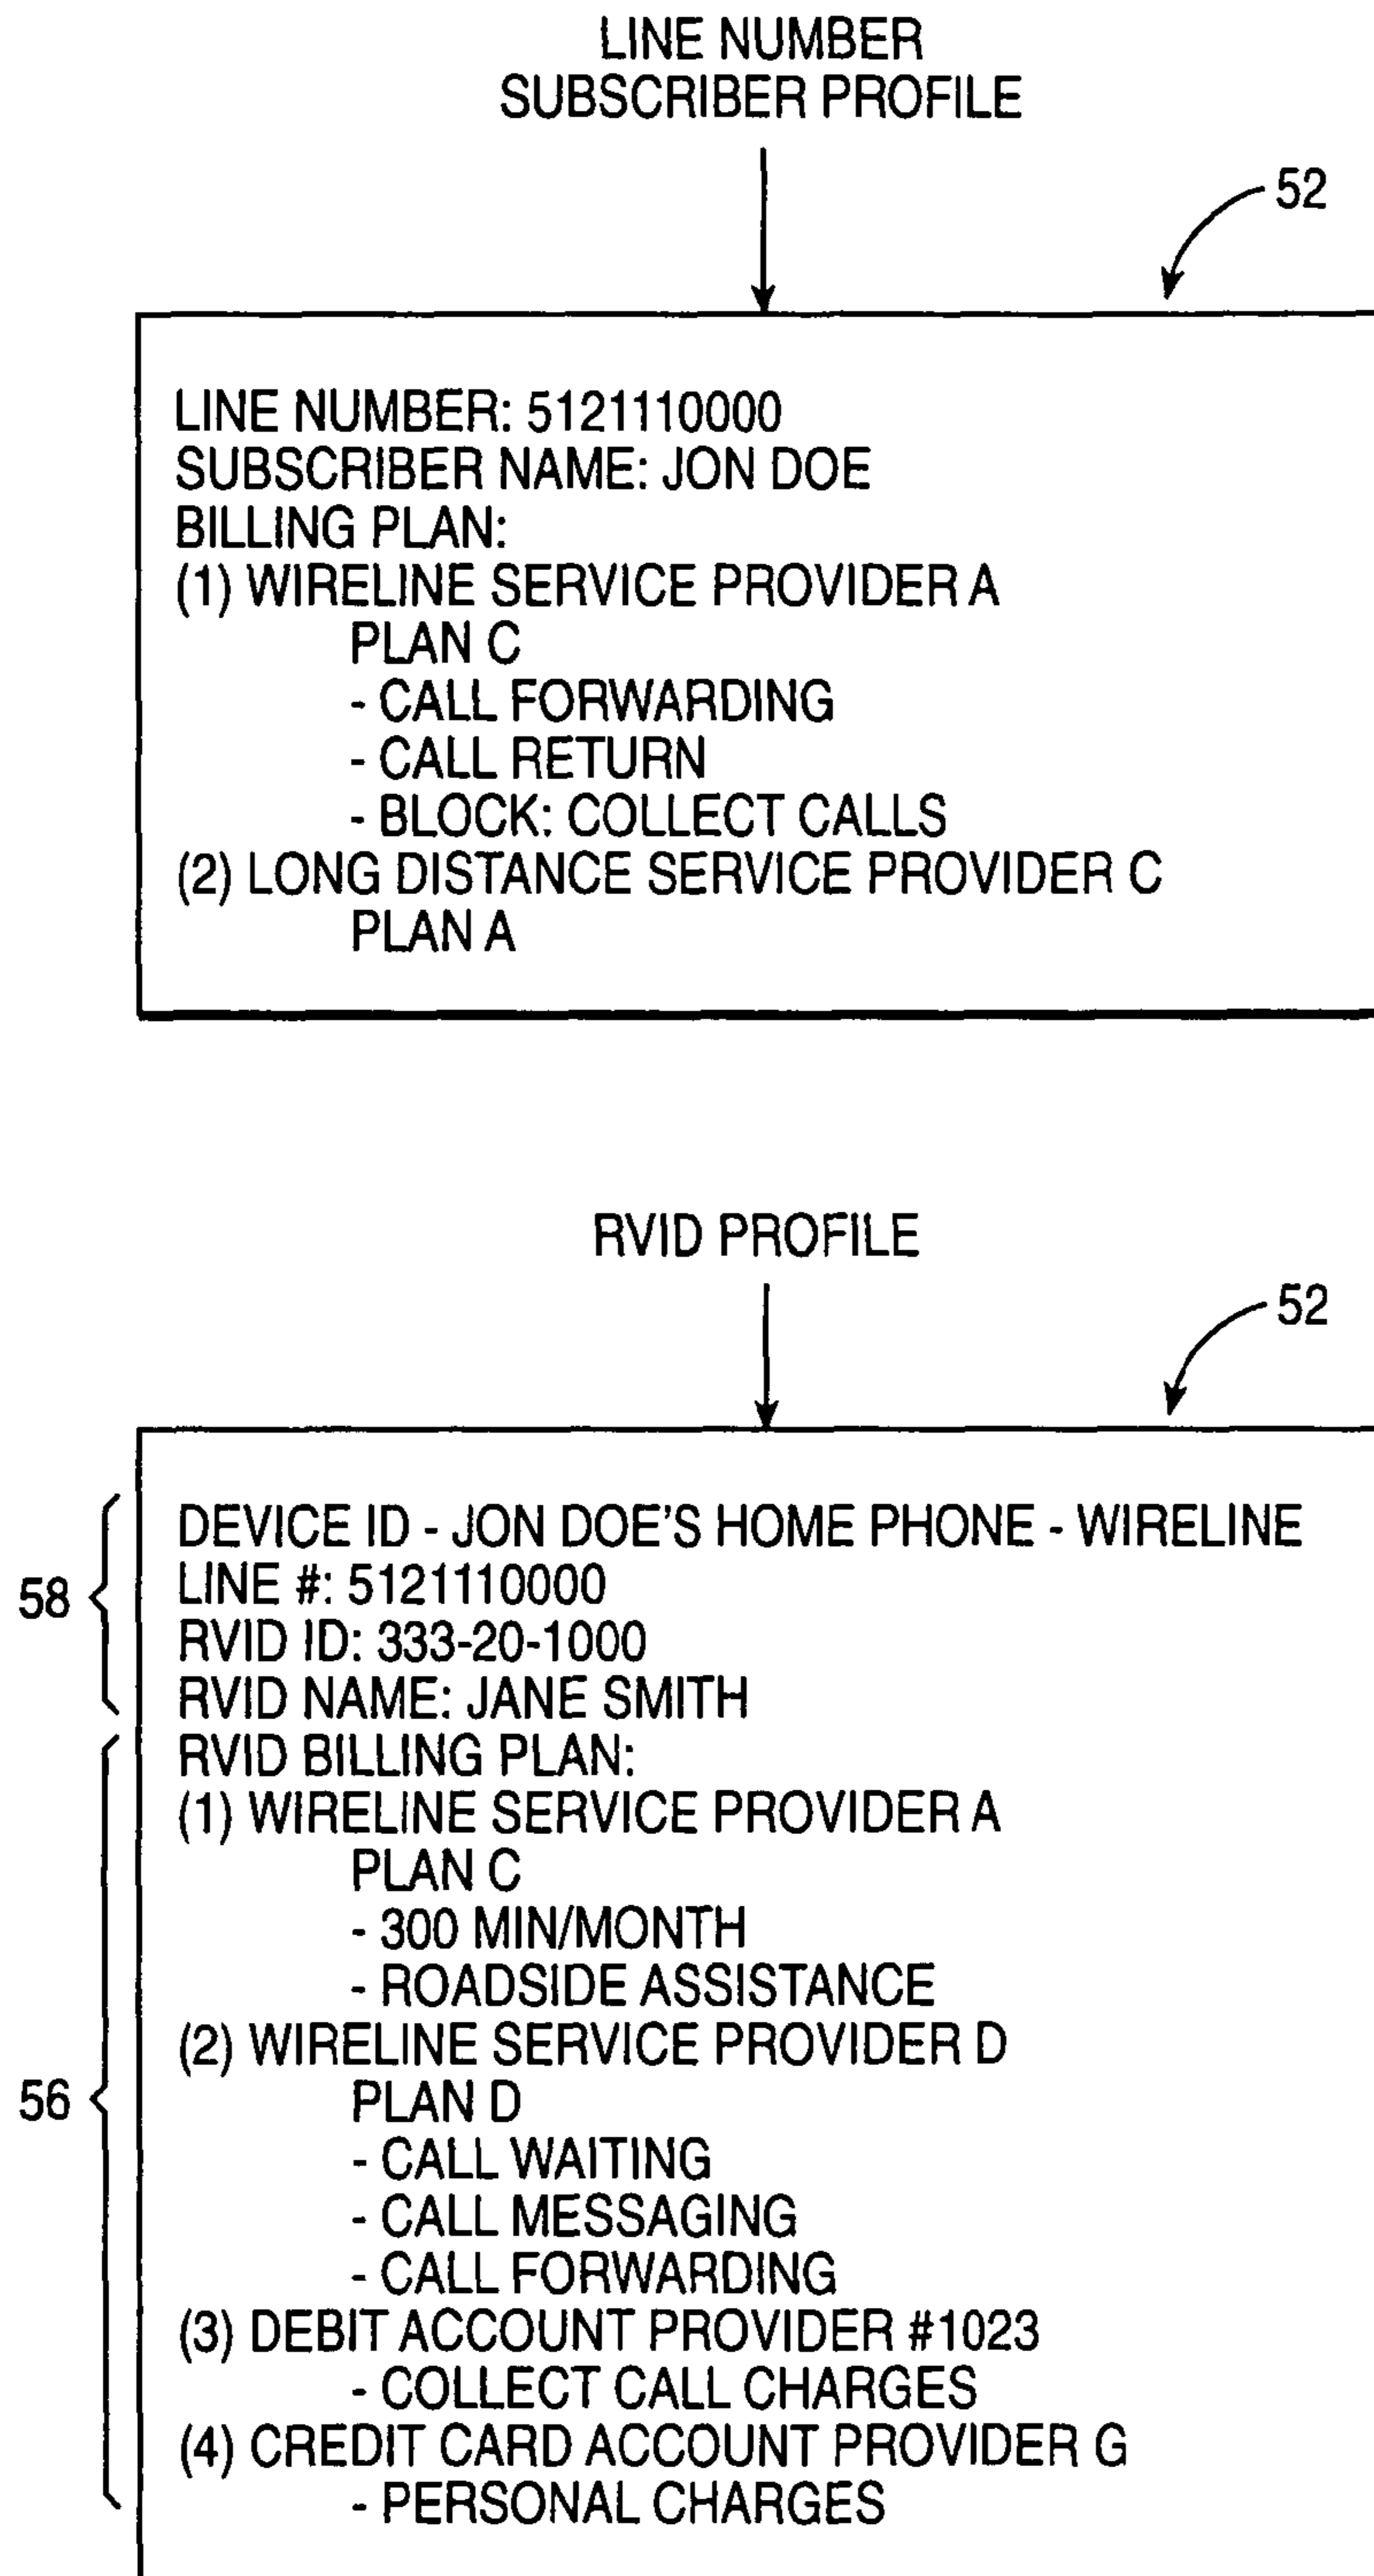 LINE NUMBER
SUBSCRIBER PROFILE
52
LINE NUMBER: 5121110000
SUBSCRIBER NAME: JON DOE
BILLING PLAN:
(1) WIRELINE SERVICE PROVIDER A
PLAN C
- CALL FORWARDING
- CALL RETURN
- BLOCK: COLLECT CALLS
(2) LONG DISTANCE SERVICE PROVIDER C
PLAN A
RVID PROFILE
52
58
DEVICE ID - JON DOE'S HOME PHONE - WIRELINE
LINE #: 5121110000
RVID ID: 333-20-1000
RVID NAME: JANE SMITH
56
RVID BILLING PLAN:
(1) WIRELINE SERVICE PROVIDER A
PLAN C
- 300 MIN/MONTH
- ROADSIDE ASSISTANCE
(2) WIRELINE SERVICE PROVIDER D
PLAN D
- CALL WAITING
- CALL MESSAGING
- CALL FORWARDING
(3) DEBIT ACCOUNT PROVIDER #1023
- COLLECT CALL CHARGES
(4) CREDIT CARD ACCOUNT PROVIDER G
- PERSONAL CHARGES